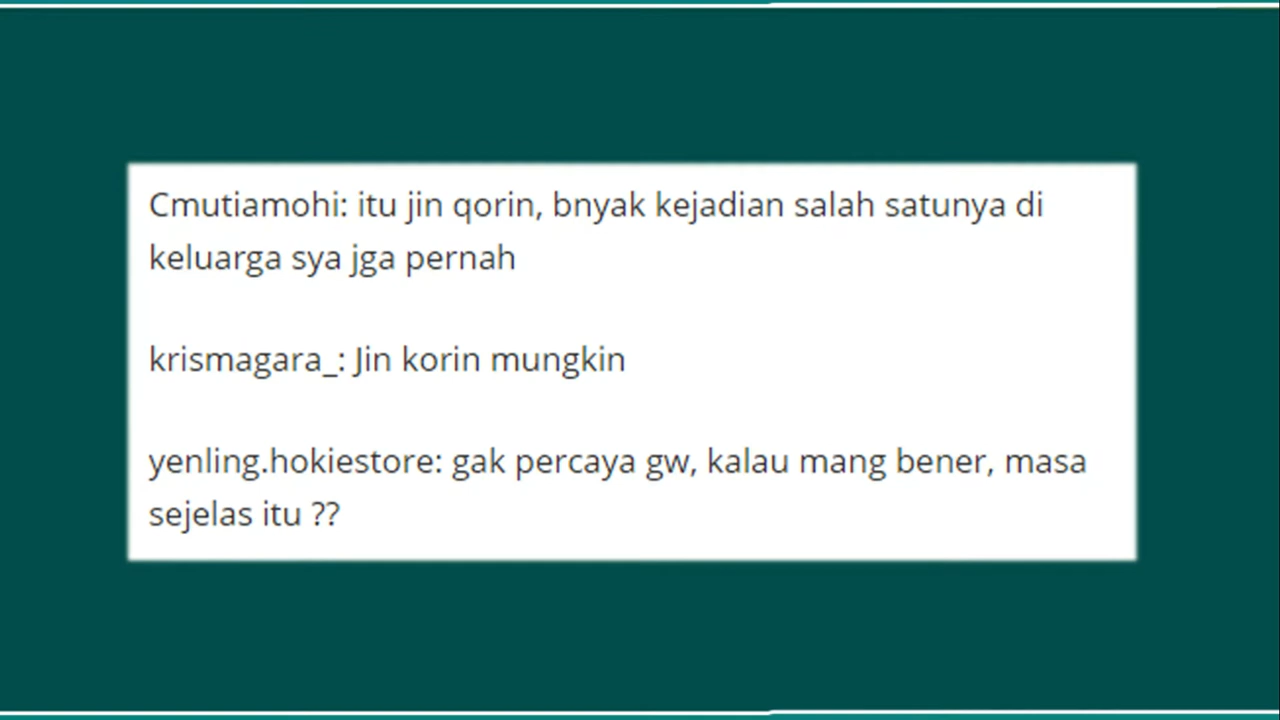 Cmutiamohi: itu jin qorin, bnyak kejadian salah satunya di
keluarga sya jga pernah
krismagara_: Jin korin mungkin
yenling.hokiestore: gak percaya gw, kalau mang bener, masa
sejelas itu ??